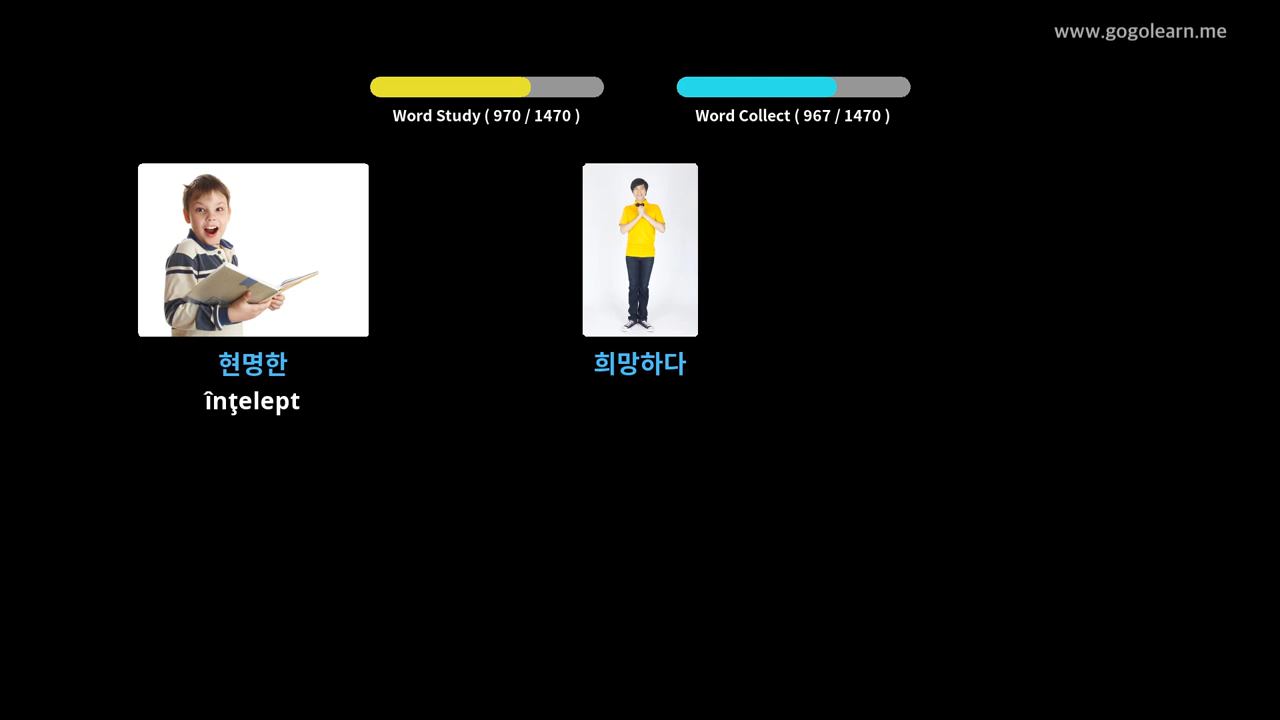 www.gogolearn.me
Word Study ( 970 / 1470 )
Word Collect ( 967 / 1470 )
현명한
înţelept
희망하다